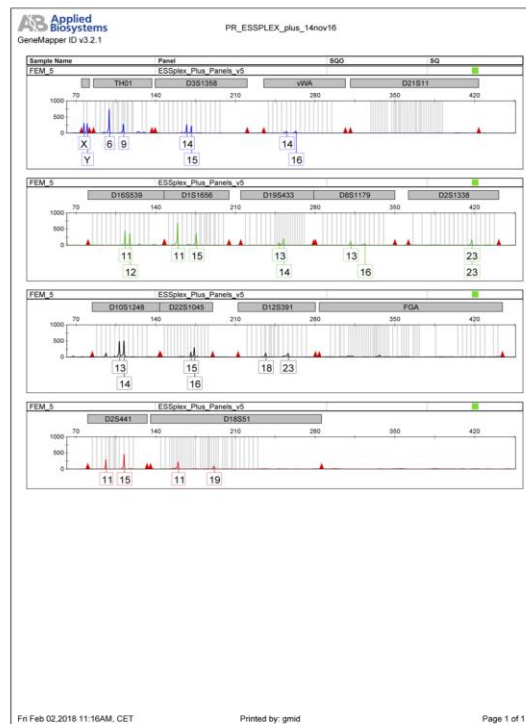 AB Applied
Biosystems
GeneMapper ID v3.2.1
PR_ESSPLEX_plus_14nov16
Sample Name Panel SQO SQ
FEM_5 ESSplex_Plus_Panels_v5
TH01 D3S1358 vWA D21S11
70 140 210 280 350 420
1000
500
0
X 6 9 14 14
Y 15 16
FEM_5 ESSplex_Plus_Panels_v5
D16S539 D1S1656 D19S433 D8S1179 D2S1338
70 140 210 280 350 420
1000
500
0
11 11 15 13 13 23
12 14 16 23
FEM_5 ESSplex_Plus_Panels_v5
D10S1248 D22S1045 D12S391 FGA
70 140 210 280 350 420
1000
500
0
13 15 18 23
14 16
FEM_5 ESSplex_Plus_Panels_v5
D2S441 D18S51
70 140 210 280 350 420
1000
500
0
11 15 11 19
Fri Feb 02,2018 11:16AM, CET Printed by: gmid Page 1 of 1